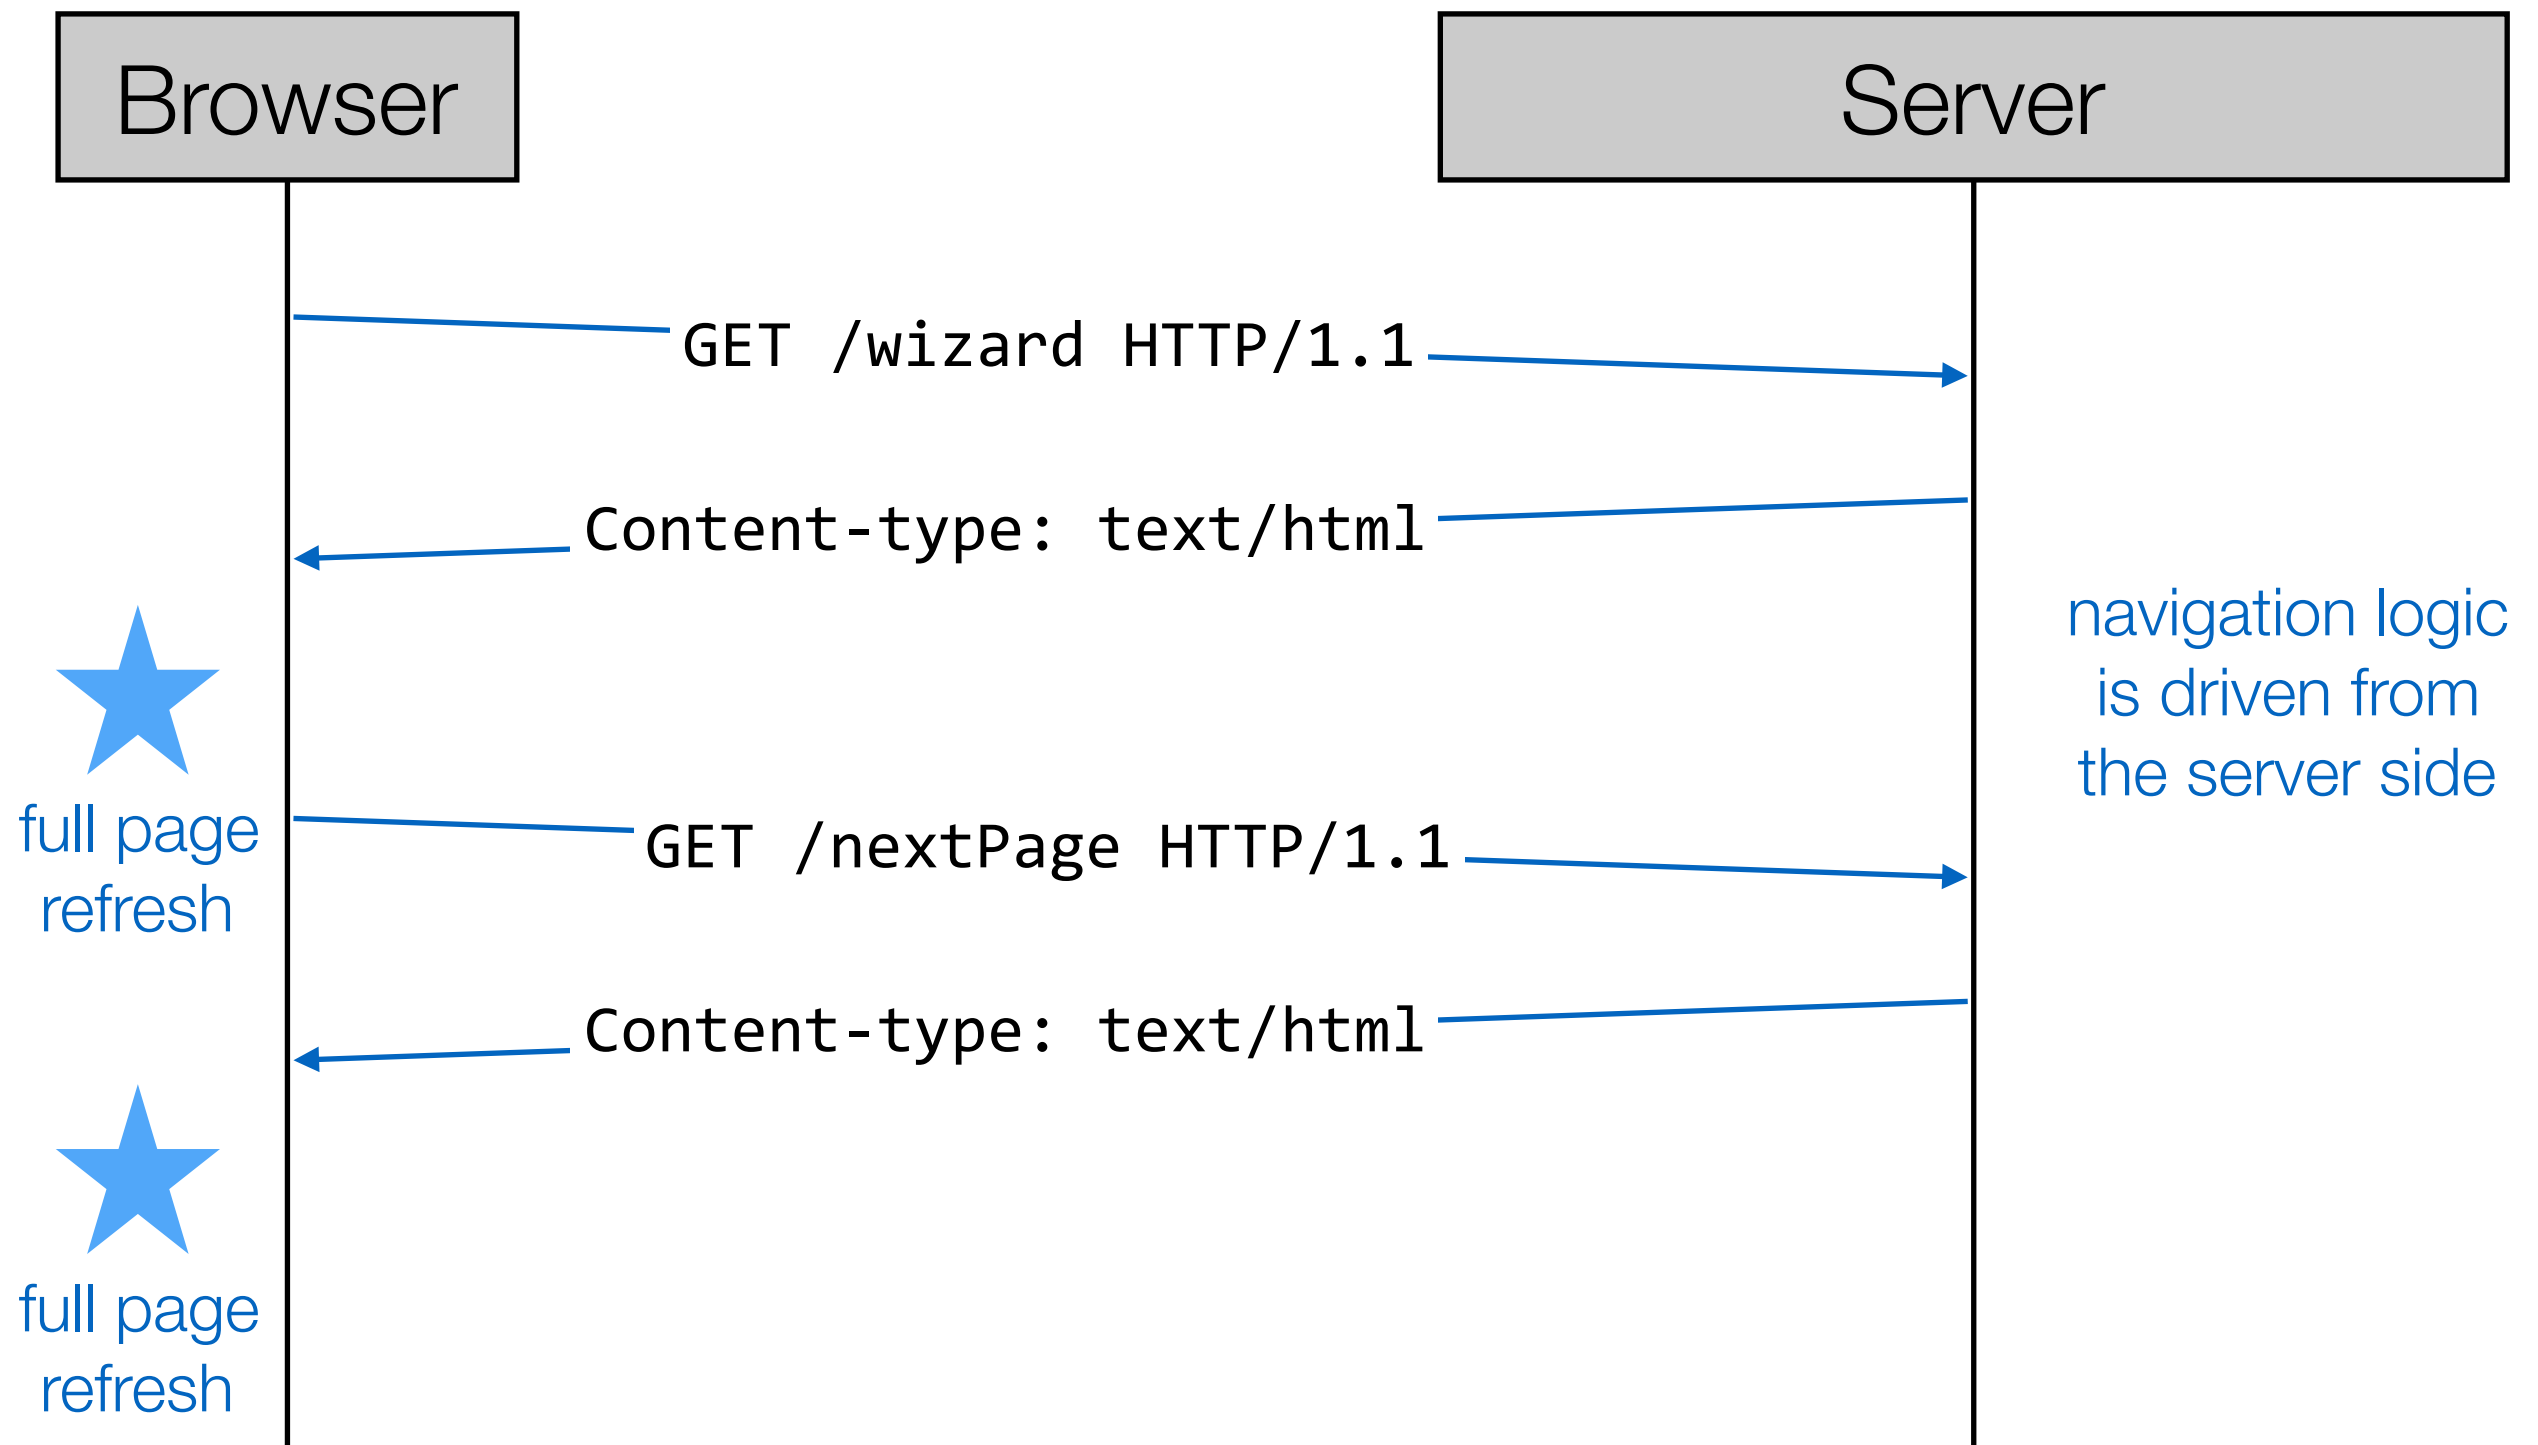 Browser
Server
GET /wizard HTTP/1.1
Content-type: text/html
navigation logic
is driven from
the server side
full page
refresh
GET /nextPage HTTP/1.1
Content-type: text/html
full page
refresh